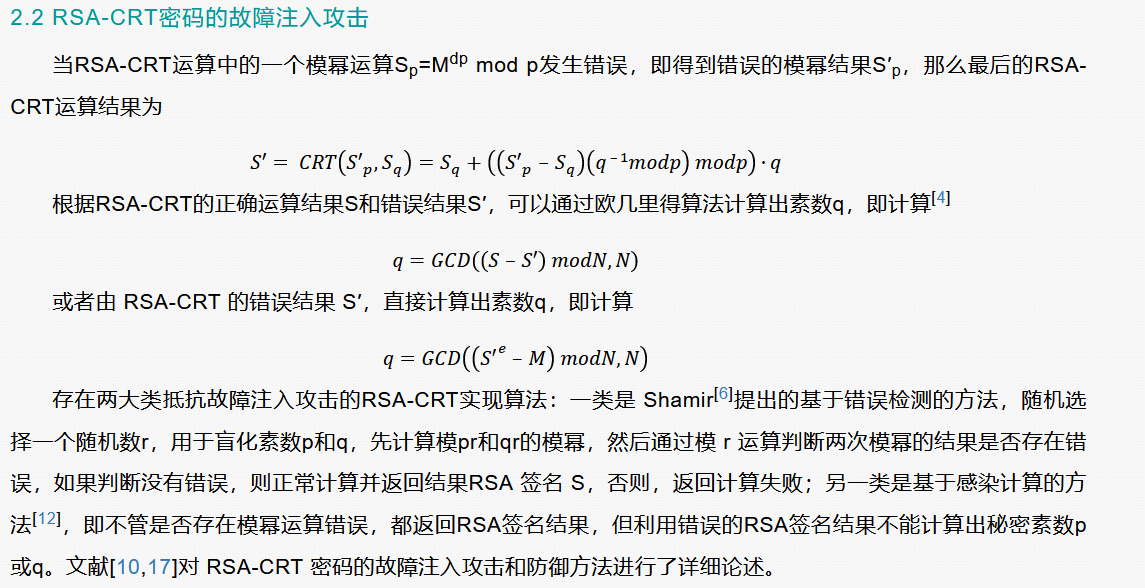 2.2 RSA-CRT密码的故障注入攻击
当RSA-CRT运算中的一个模幂运算Sp=Mdp mod p发生错误，即得到错误的模幂结果S′p，那么最后的RSA-
CRT运算结果为
S′ = CRT(S′p, Sq) = Sq + ((S′p − Sq)(q⁻¹modp) modp) · q
根据RSA-CRT的正确运算结果S和错误结果S′，可以通过欧几里得算法计算出素数q，即计算[4]
q = GCD((S − S′) modN, N)
或者由 RSA-CRT 的错误结果 S′，直接计算出素数q，即计算
q = GCD((S′ᵉ − M) modN, N)
存在两大类抵抗故障注入攻击的RSA-CRT实现算法：一类是 Shamir[6]提出的基于错误检测的方法，随机选
择一个随机数r，用于盲化素数p和q，先计算模pr和qr的模幂，然后通过模 r 运算判断两次模幂的结果是否存在错
误，如果判断没有错误，则正常计算并返回结果RSA 签名 S，否则，返回计算失败；另一类是基于感染计算的方
法[12]，即不管是否存在模幂运算错误，都返回RSA签名结果，但利用错误的RSA签名结果不能计算出秘密素数p
或q。文献[10,17]对 RSA-CRT 密码的故障注入攻击和防御方法进行了详细论述。